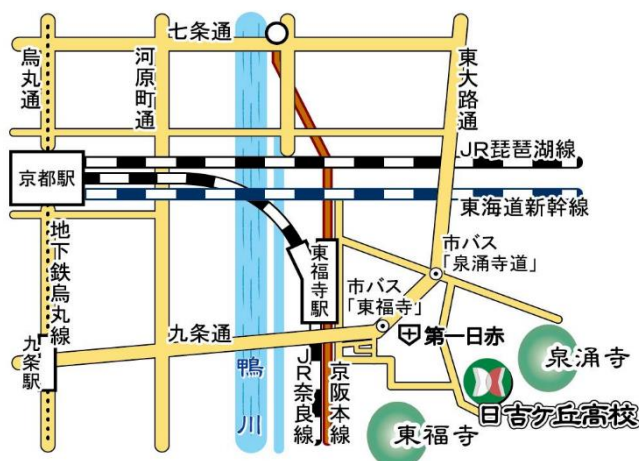 七条通
烏丸通
河原町通
東大路通
JR琵琶湖線
京都駅
東海道新幹線
地下鉄烏丸線
東福寺駅
市バス
「泉涌寺道」
市バス
「東福寺」
九条通
九条駅
第一日赤
泉涌寺
鴨川
JR奈良線
京阪本線
日吉ケ丘高校
東福寺